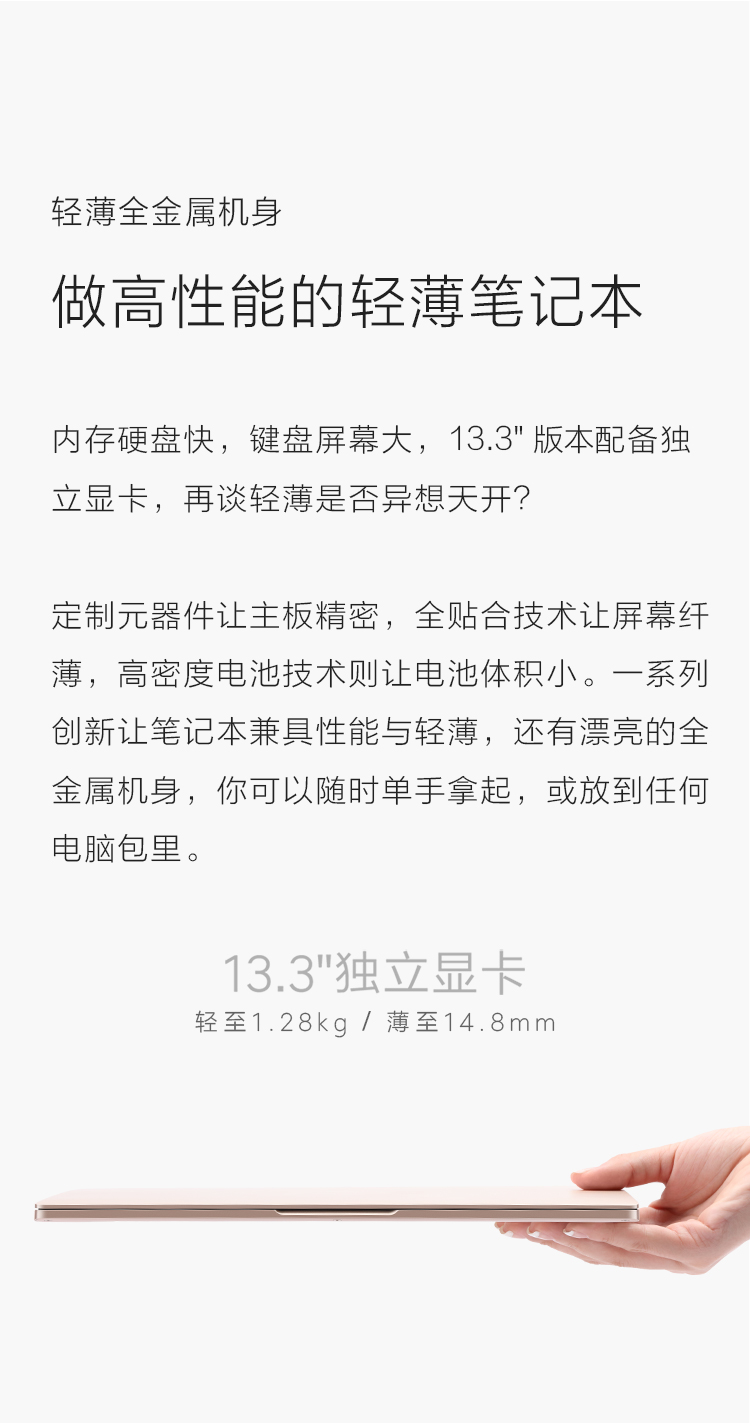 轻薄全金属机身
做高性能的轻薄笔记本
内存硬盘快，键盘屏幕大，13.3" 版本配备独
立显卡，再谈轻薄是否异想天开？
定制元器件让主板精密，全贴合技术让屏幕纤
薄，高密度电池技术则让电池体积小。一系列
创新让笔记本兼具性能与轻薄，还有漂亮的全
金属机身，你可以随时单手拿起，或放到任何
电脑包里。
13.3"独立显卡
轻至1.28kg / 薄至14.8mm